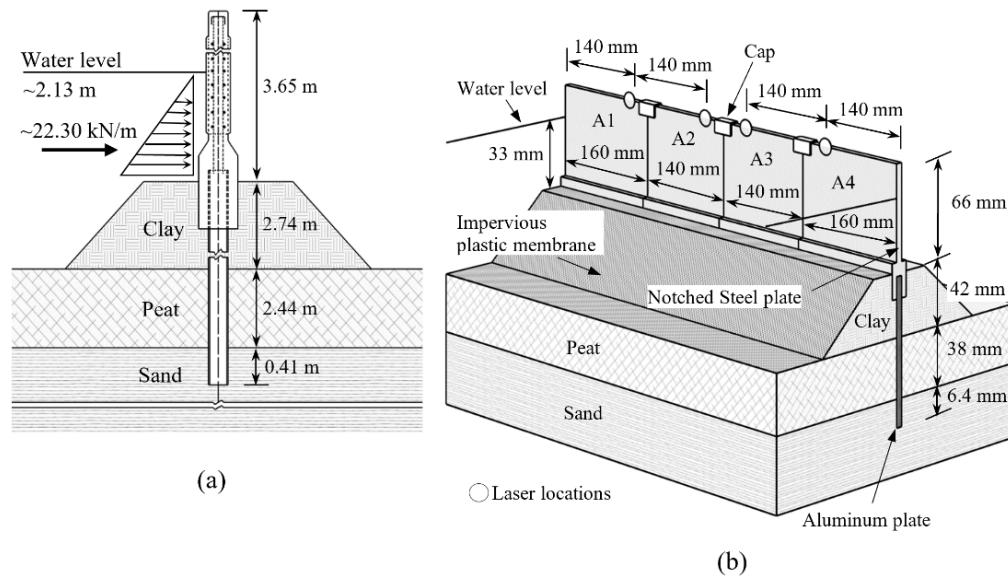 Water level
~2.13 m
~22.30 kN/m
3.65 m
Clay
2.74 m
Peat
2.44 m
Sand
0.41 m
(a)
140 mm
140 mm
Cap
140 mm
140 mm
Water level
33 mm
A1
A2
A3
A4
160 mm
140 mm
140 mm
160 mm
66 mm
Impervious
plastic membrane
Notched Steel plate
42 mm
Clay
Peat
38 mm
Sand
6.4 mm
Laser locations
Aluminum plate
(b)